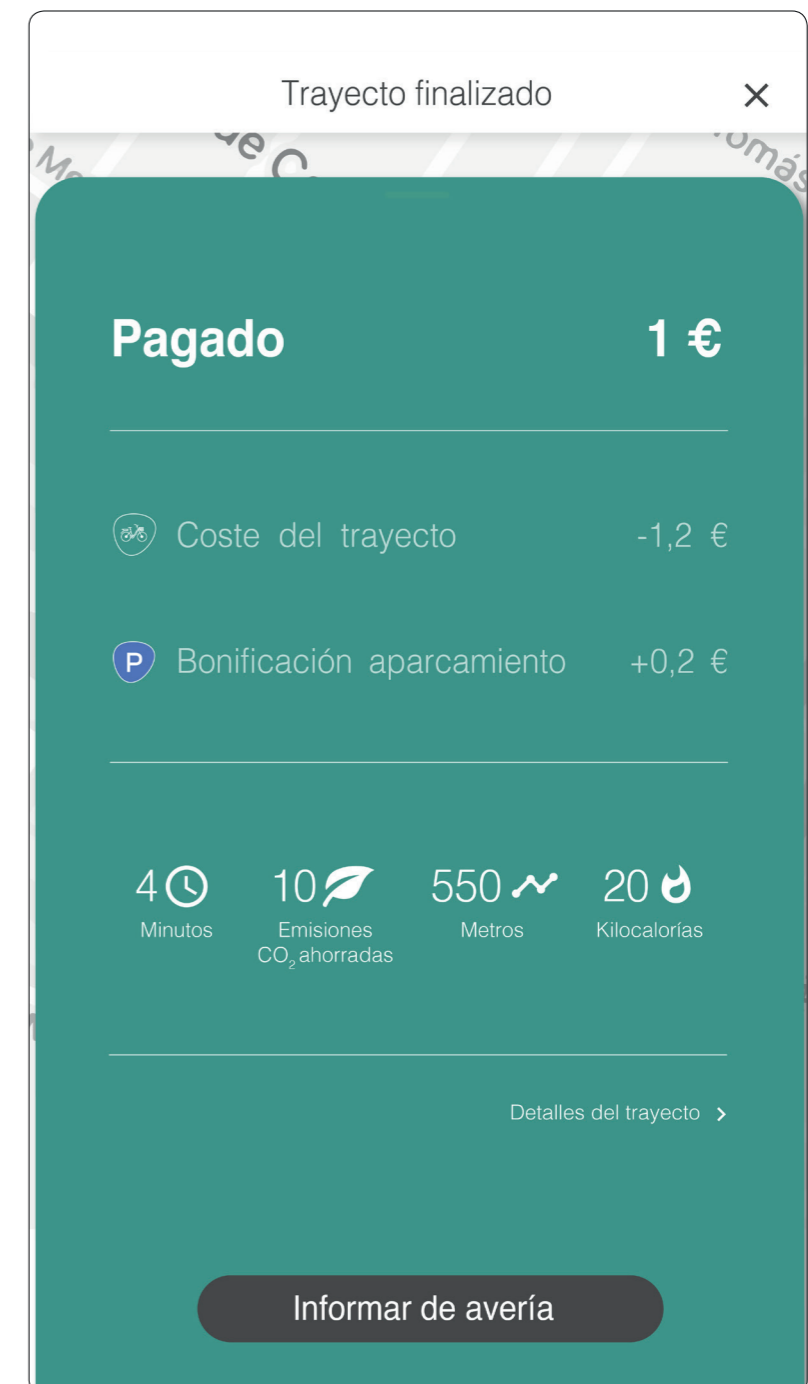 Trayecto finalizado
de C
Pagado 1 €
Coste del trayecto -1,2 €
P Bonificación aparcamiento +0,2 €
4 10 550 20
Minutos Emisiones CO₂ ahorradas Metros Kilocalorías
Detalles del trayecto >
Informar de avería